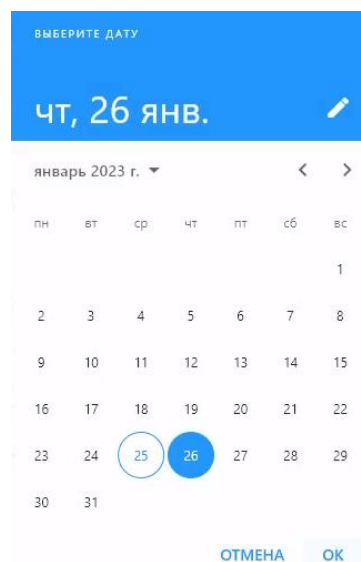 ВЫБЕРИТЕ ДАТУ
чт, 26 янв.
январь 2023 г.
пн вт ср чт пт сб вс
1
2 3 4 5 6 7 8
9 10 11 12 13 14 15
16 17 18 19 20 21 22
23 24 25 26 27 28 29
30 31
ОТМЕНА ОК